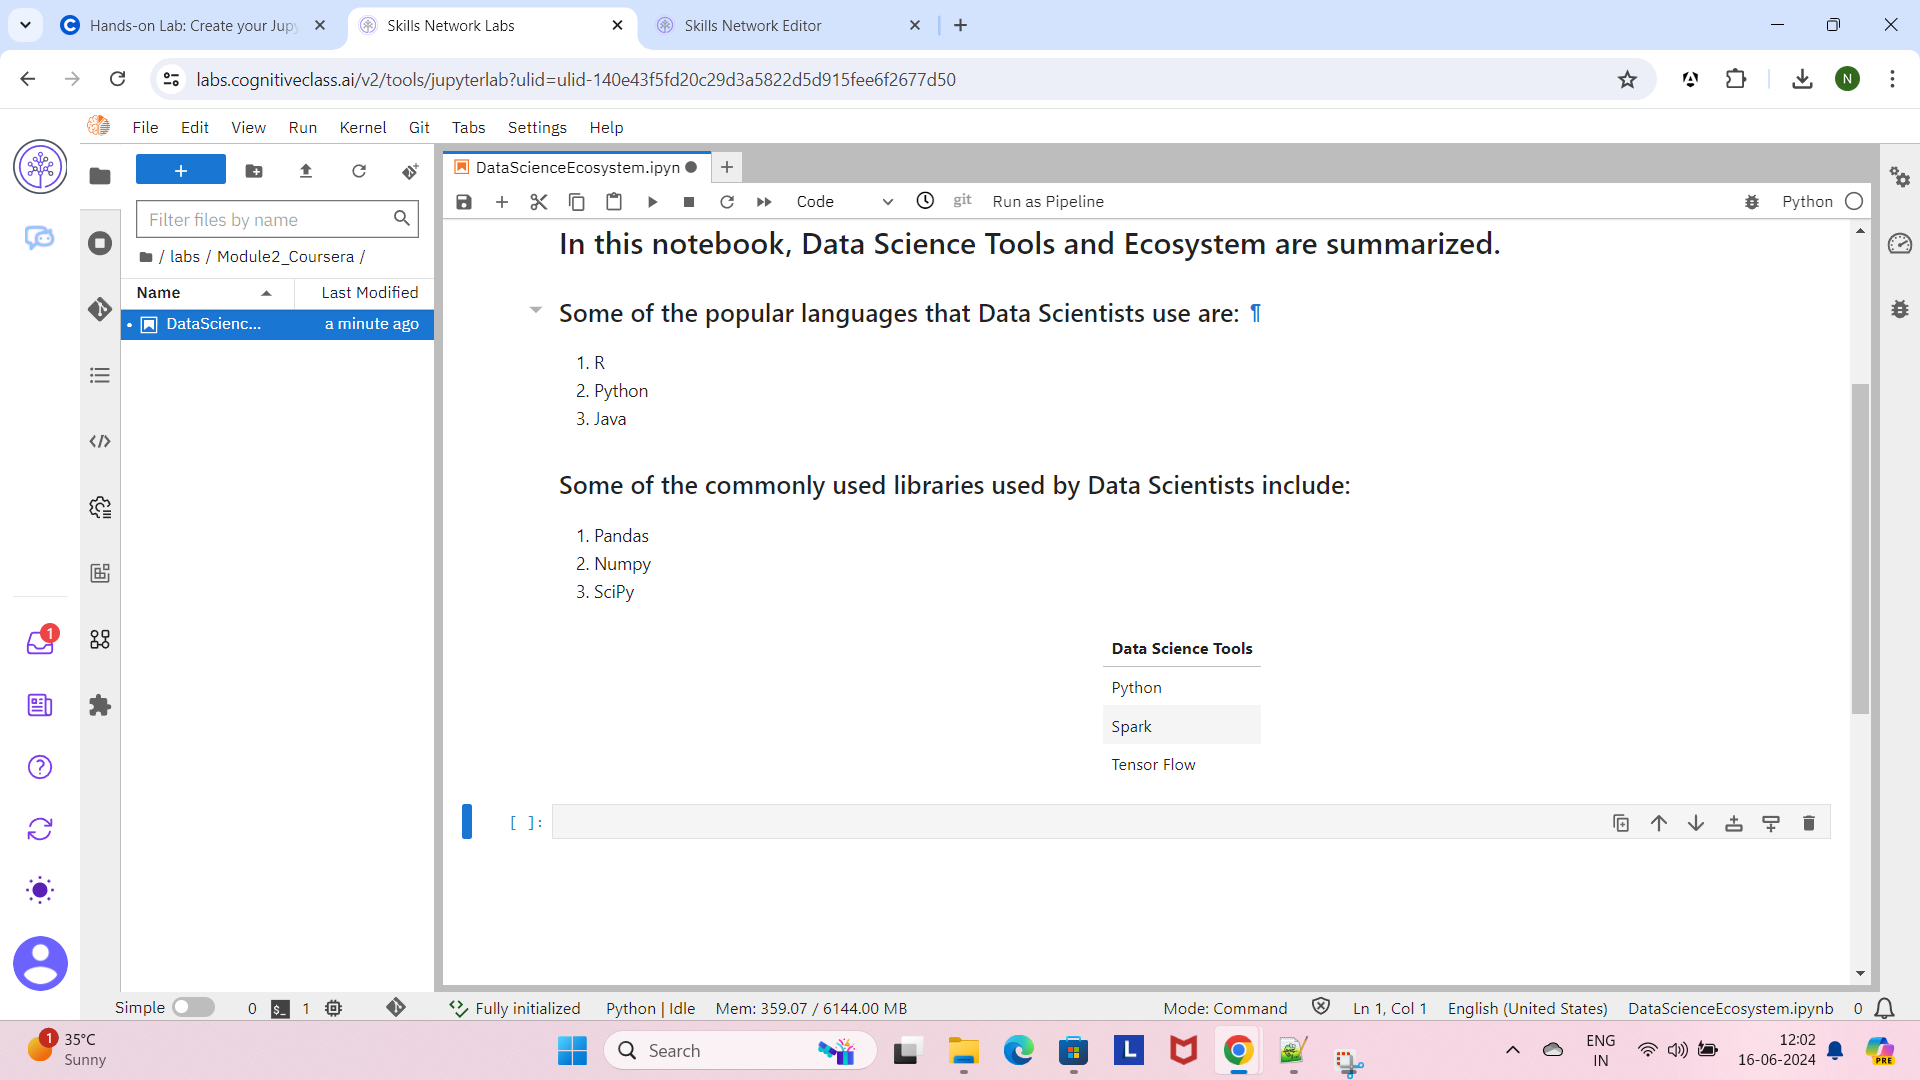 Hands-on Lab: Create your Jup
Skills Network Labs
Skills Network Editor
labs.cognitiveclass.ai/v2/tools/jupyterlab?ulid=ulid-140e43f5fd20c29d3a5822d5d915fee6f2677d50
N
File Edit View Run Kernel Git Tabs Settings Help
DataScienceEcosystem.ipyn
Code
git
Run as Pipeline
Python
Filter files by name
/ labs / Module2_Coursera /
Name Last Modified
DataScienc... a minute ago
In this notebook, Data Science Tools and Ecosystem are summarized.
Some of the popular languages that Data Scientists use are: ¶
1. R
2. Python
3. Java
Some of the commonly used libraries used by Data Scientists include:
1. Pandas
2. Numpy
3. SciPy
Data Science Tools
Python
Spark
Tensor Flow
[ ]:
1
Simple 0 $_ 1 Fully initialized Python | Idle Mem: 359.07 / 6144.00 MB Mode: Command Ln 1, Col 1 English (United States) DataScienceEcosystem.ipynb 0
1
35°C
Sunny
Search
L
ENG
IN
12:02
16-06-2024
PRE